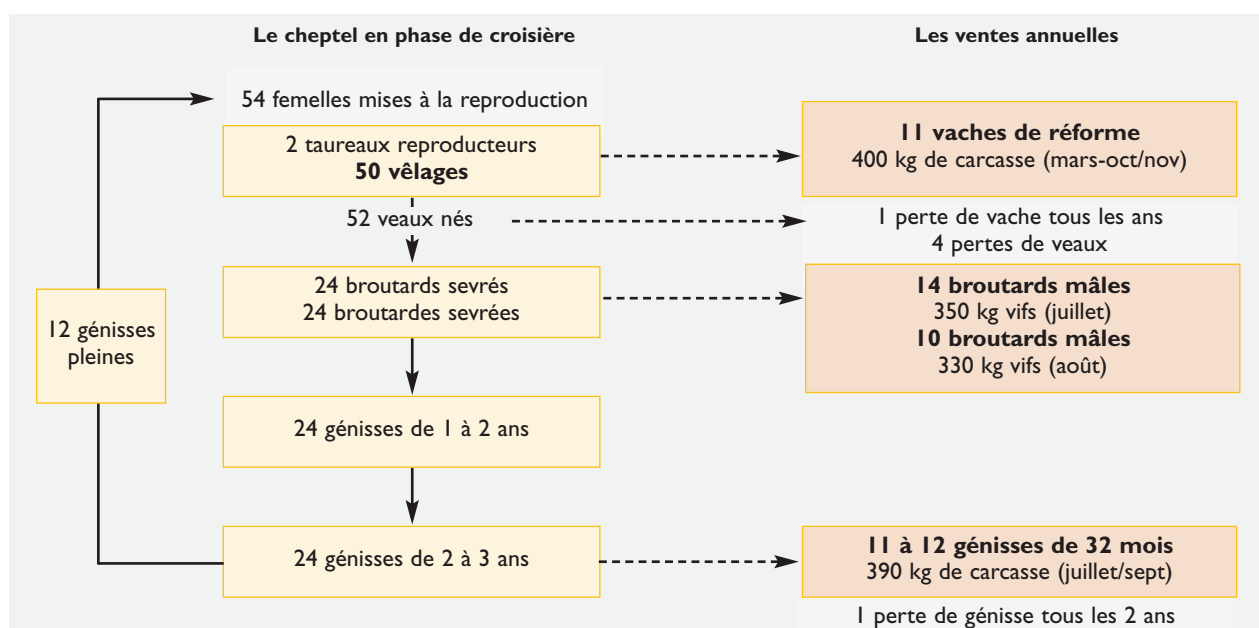 Le cheptel en phase de croisière
Les ventes annuelles
54 femelles mises à la reproduction
2 taureaux reproducteurs
50 vêlages
11 vaches de réforme
400 kg de carcasse (mars-oct/nov)
52 veaux nés
1 perte de vache tous les ans
4 pertes de veaux
24 broutards sevrés
24 broutardes sevrées
14 broutards mâles
350 kg vifs (juillet)
10 broutards mâles
330 kg vifs (août)
12 génisses
pleines
24 génisses de 1 à 2 ans
24 génisses de 2 à 3 ans
11 à 12 génisses de 32 mois
390 kg de carcasse (juillet/sept)
1 perte de génisse tous les 2 ans